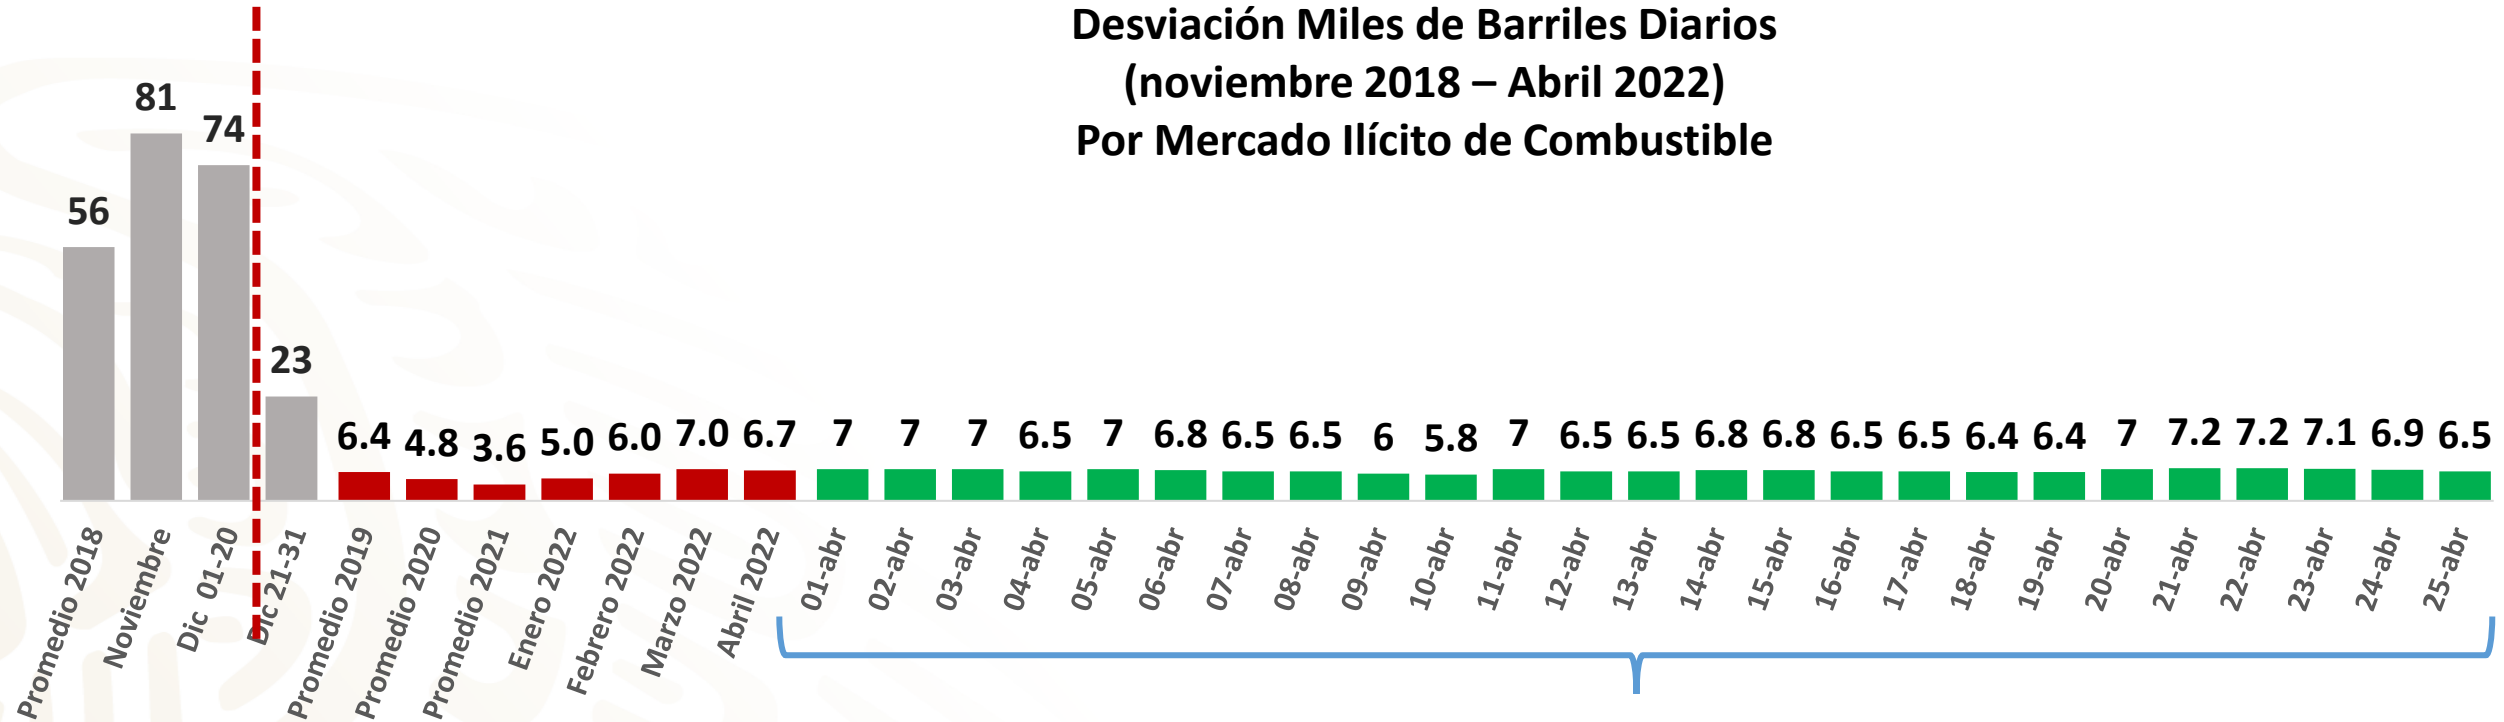 Desviación Miles de Barriles Diarios
(noviembre 2018 – Abril 2022)
Por Mercado Ilícito de Combustible
56
81
74
23
6.4
4.8
3.6
5.0
6.0
7.0
6.7
7
7
7
6.5
7
6.8
6.5
6.5
6
5.8
7
6.5
6.5
6.8
6.8
6.5
6.5
6.4
6.4
7
7.2
7.2
7.1
6.9
6.5
Promedio 2018
Noviembre
Dic 01-20
Dic 21-31
Promedio 2019
Promedio 2020
Promedio 2021
Enero 2022
Febrero 2022
Marzo 2022
Abril 2022
01-abr
02-abr
03-abr
04-abr
05-abr
06-abr
07-abr
08-abr
09-abr
10-abr
11-abr
12-abr
13-abr
14-abr
15-abr
16-abr
17-abr
18-abr
19-abr
20-abr
21-abr
22-abr
23-abr
24-abr
25-abr